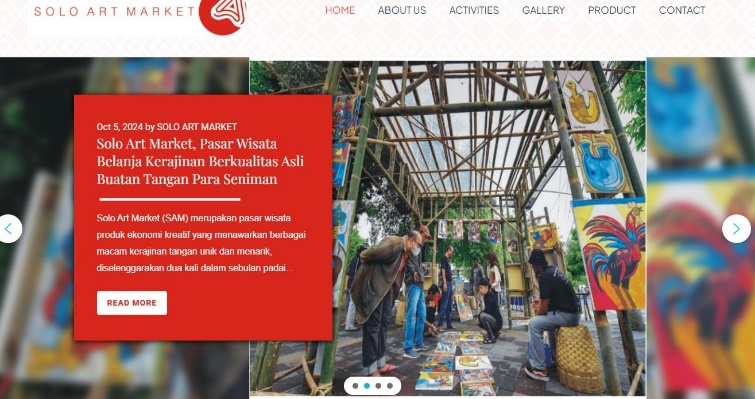 SOLO ART MARKET
HOME ABOUT US ACTIVITIES GALLERY PRODUCT CONTACT
Oct 5, 2024 by SOLO ART MARKET
Solo Art Market, Pasar Wisata
Belanja Kerajinan Berkualitas Asli
Buatan Tangan Para Seniman
Solo Art Market (SAM) merupakan pasar wisata
produk ekonomi kreatif yang menawarkan berbagai
macam kerajinan tangan unik dan menarik,
diselenggarakan dua kali dalam sebulan padai...
READ MORE